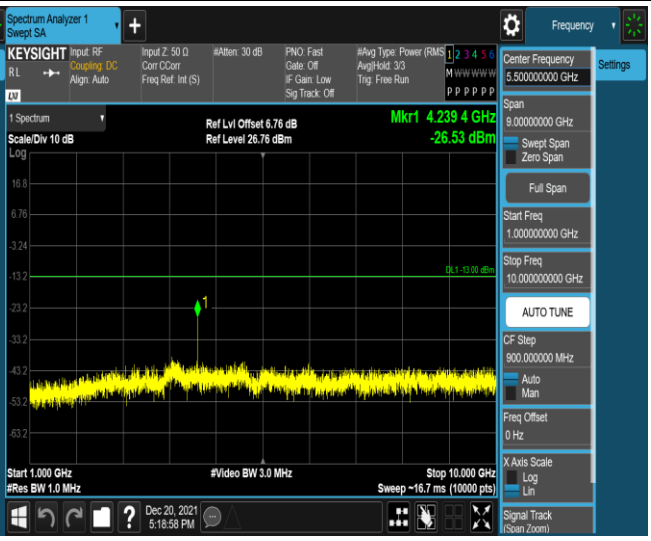 Spectrum Analyzer 1
Swept SA
Frequency
KEYSIGHT
RL
Input: RF
Coupling: DC
Align: Auto
Input Z: 50 Ω
Corr CCorr
Freq Ref: Int (S)
#Atten: 30 dB
PNO: Fast
Gate: Off
IF Gain: Low
Sig Track: Off
#Avg Type: Power (RMS
Avg|Hold: 3/3
Trig: Free Run
1 2 3 4 5 6
M W W W W W
P P P P P P
LXI
1 Spectrum
Scale/Div 10 dB
Log
Ref Lvl Offset 6.76 dB
Ref Level 26.76 dBm
Mkr1 4.239 4 GHz
-26.53 dBm
16.8
6.76
-3.24
-13.2
-23.2
-33.2
-43.2
-53.2
-63.2
DL1 -13.00 dBm
1
Start 1.000 GHz
#Res BW 1.0 MHz
#Video BW 3.0 MHz
Stop 10.000 GHz
Sweep ~16.7 ms (10000 pts)
Dec 20, 2021
5:18:58 PM
Settings
Center Frequency
5.500000000 GHz
Span
9.00000000 GHz
Swept Span
Zero Span
Full Span
Start Freq
1.000000000 GHz
Stop Freq
10.000000000 GHz
AUTO TUNE
CF Step
900.000000 MHz
Auto
Man
Freq Offset
0 Hz
X Axis Scale
Log
Lin
Signal Track
(Span Zoom)